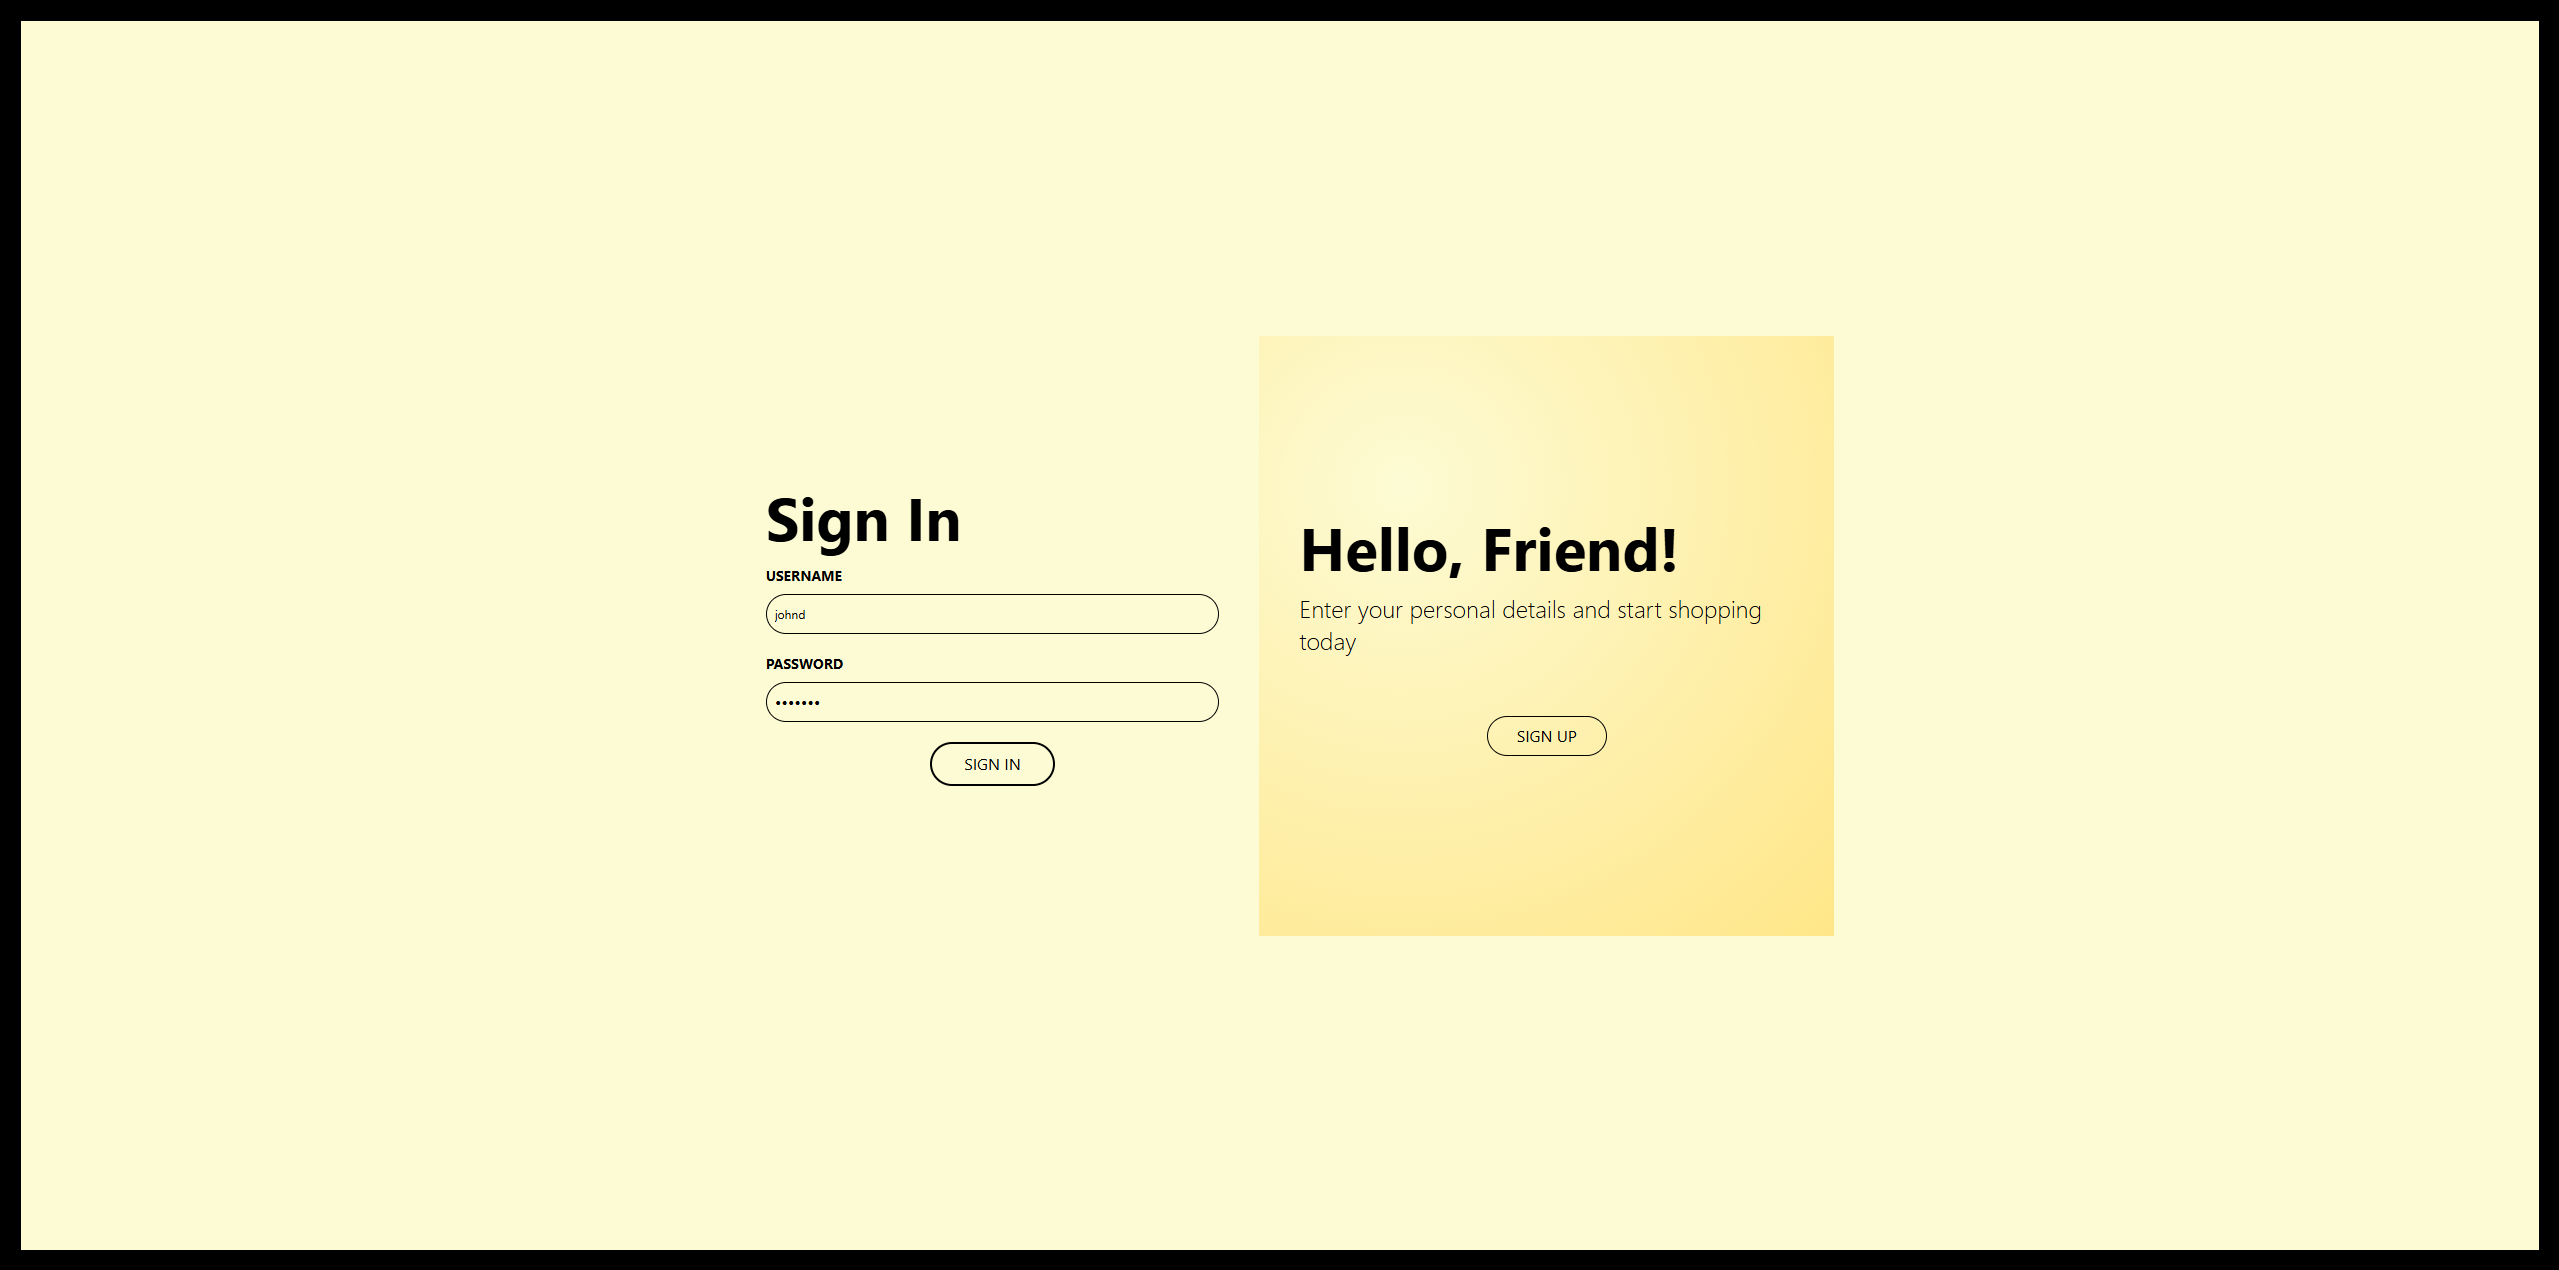 Sign In
USERNAME
johnd
PASSWORD
•••••••
SIGN IN
Hello, Friend!
Enter your personal details and start shopping
today
SIGN UP